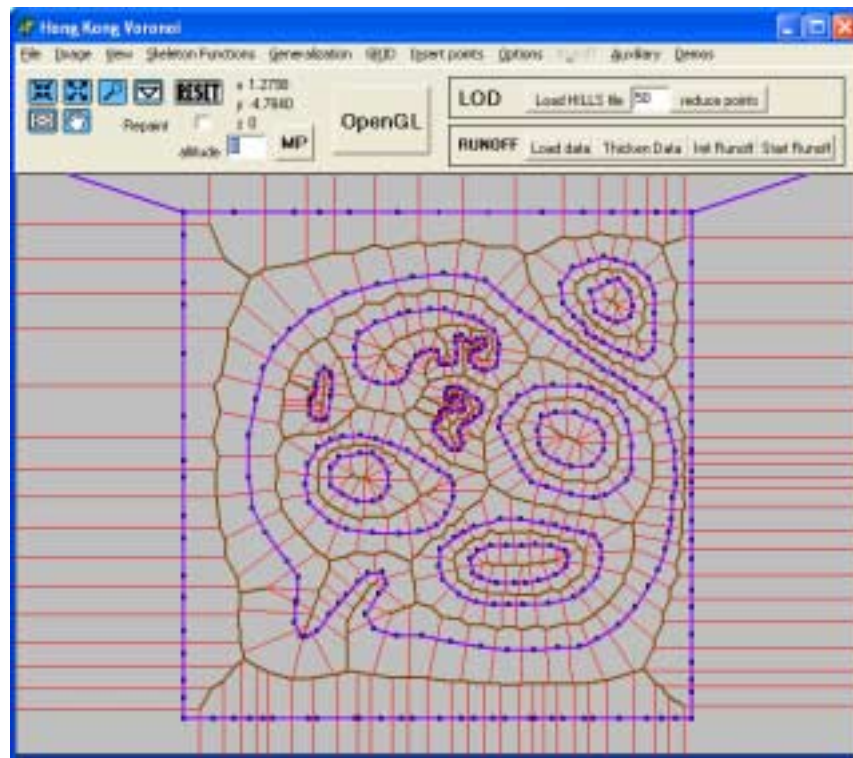 Hong Kong Voronoi
File Image View Skeleton Functions Generalization Insert points Options Auxiliary Demos
RESET
x 1.2798
y -4.7840
z 0
Repaint
altitude
MP
OpenGL
LOD Load HILLS file 50 reduce points
RUNOFF Load data Thicken Data Init Runoff Start Runoff